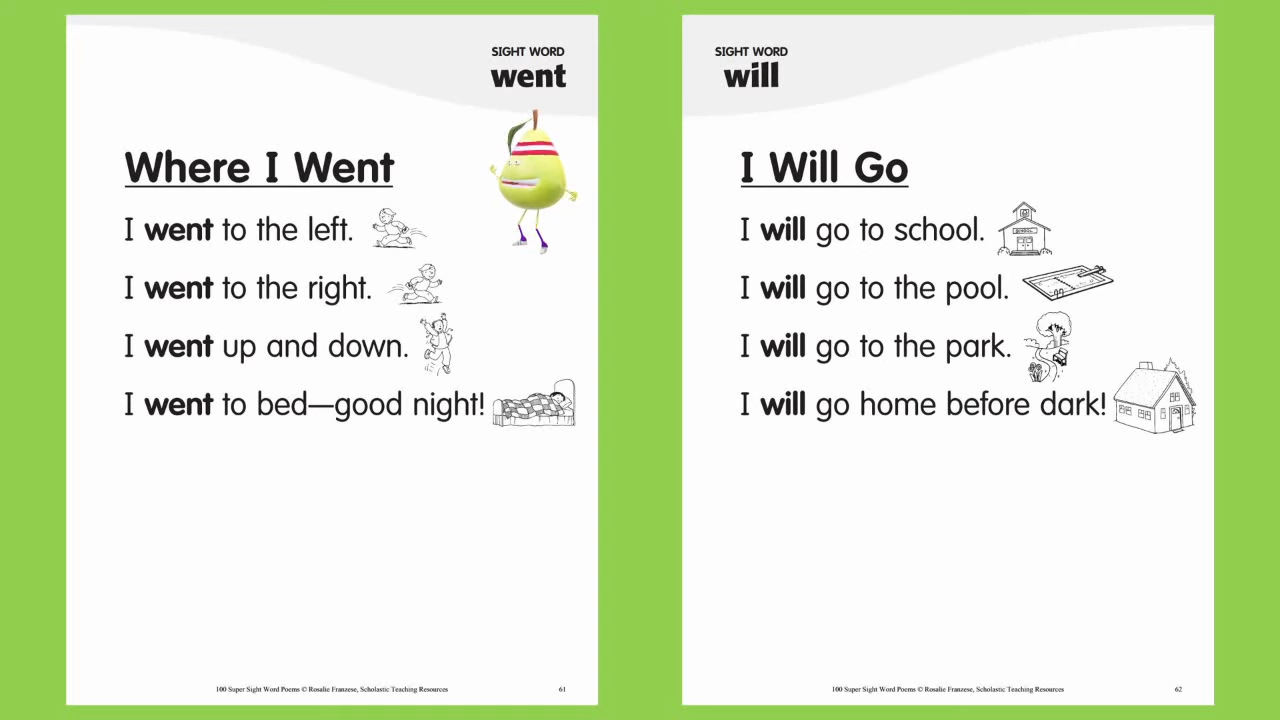 SIGHT WORD
went
Where I Went
I went to the left.
I went to the right.
I went up and down.
I went to bed—good night!
100 Super Sight Word Poems © Rosalie Franzese, Scholastic Teaching Resources
61
SIGHT WORD
will
I Will Go
I will go to school.
SCHOOL
I will go to the pool.
I will go to the park.
I will go home before dark!
100 Super Sight Word Poems © Rosalie Franzese, Scholastic Teaching Resources
62